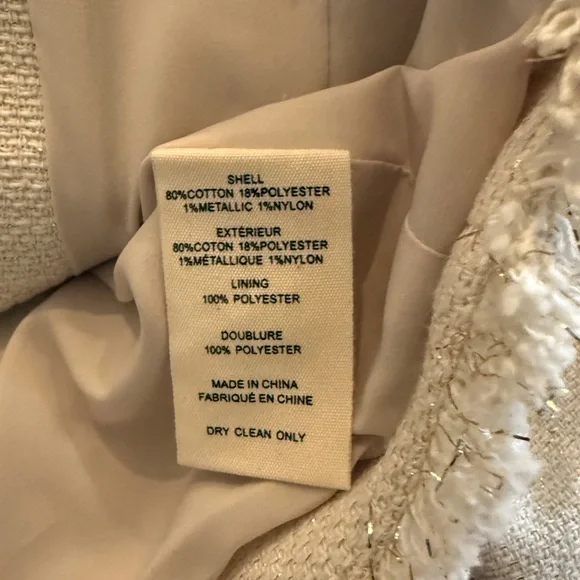 SHELL
80%COTTON 18%POLYESTER
1%METALLIC 1%NYLON
EXTÉRIEUR
80%COTON 18%POLYESTER
1%MÉTALLIQUE 1%NYLON
LINING
100% POLYESTER
DOUBLURE
100% POLYESTER
MADE IN CHINA
FABRIQUÉ EN CHINE
DRY CLEAN ONLY